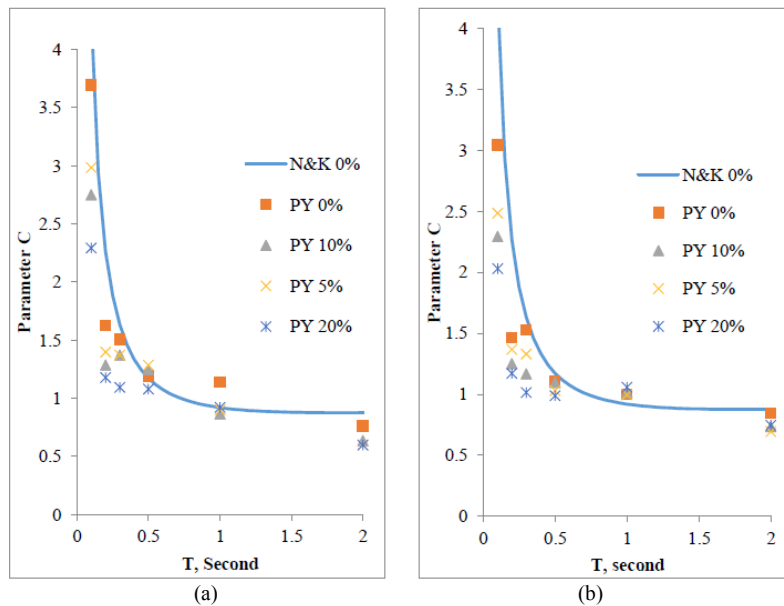 4
3.5
3
2.5
2
1.5
1
0.5
0
Parameter C
N&K 0%
PY 0%
PY 10%
PY 5%
PY 20%
0 0.5 1 1.5 2
T, Second
(a)
4
3.5
3
2.5
2
1.5
1
0.5
0
Parameter C
N&K 0%
PY 0%
PY 10%
PY 5%
PY 20%
0 0.5 1 1.5 2
T, second
(b)